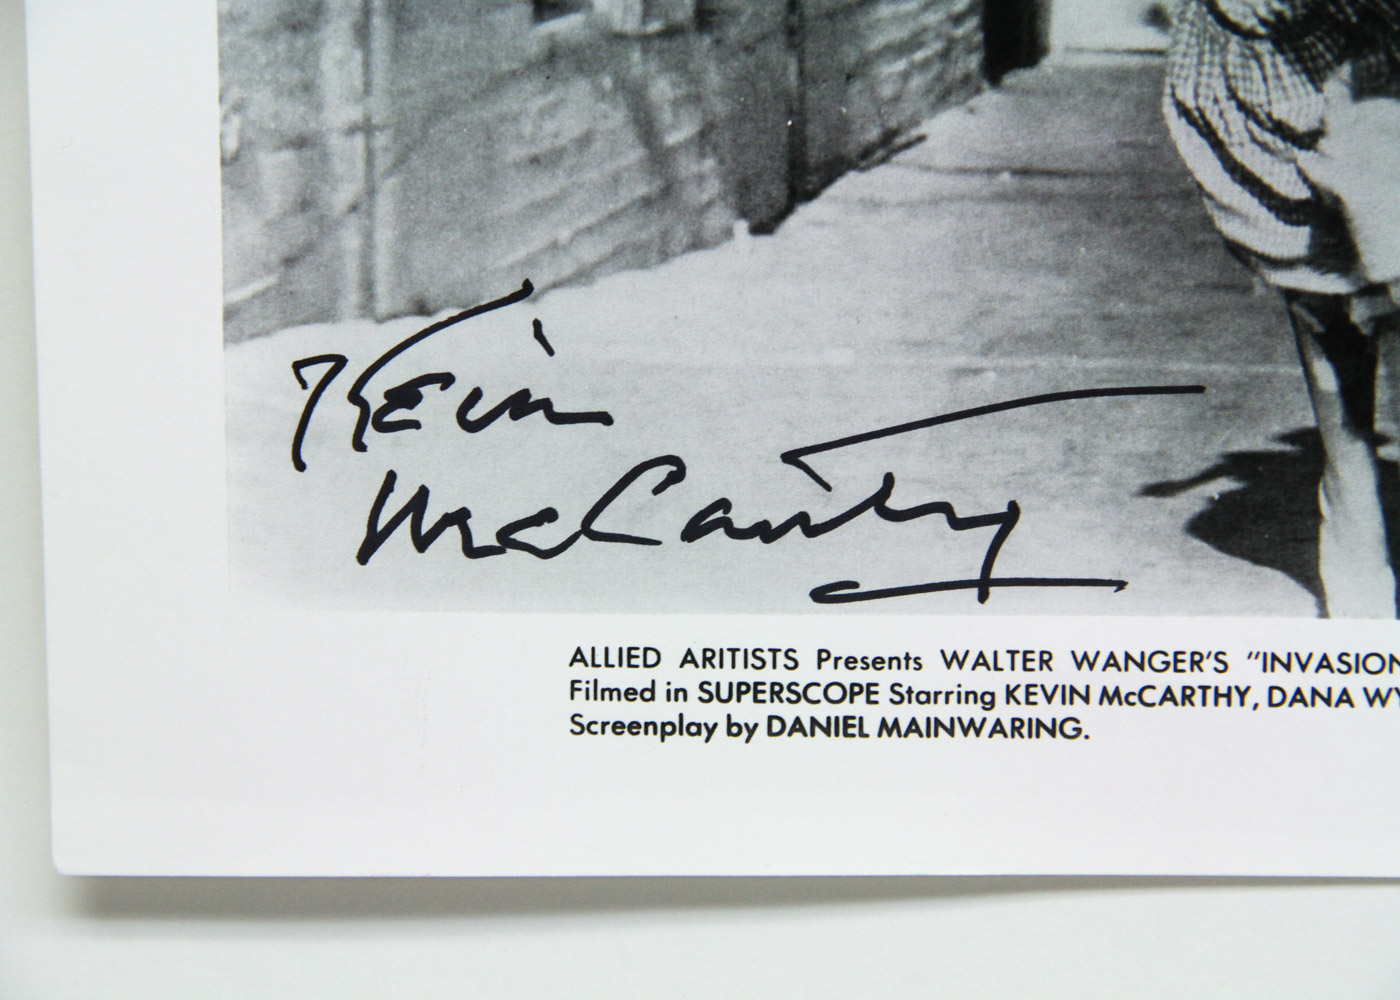 Kevin
McCarthy
ALLIED ARITISTS Presents WALTER WANGER'S "INVASION
Filmed in SUPERSCOPE Starring KEVIN McCARTHY, DANA WY
Screenplay by DANIEL MAINWARING.